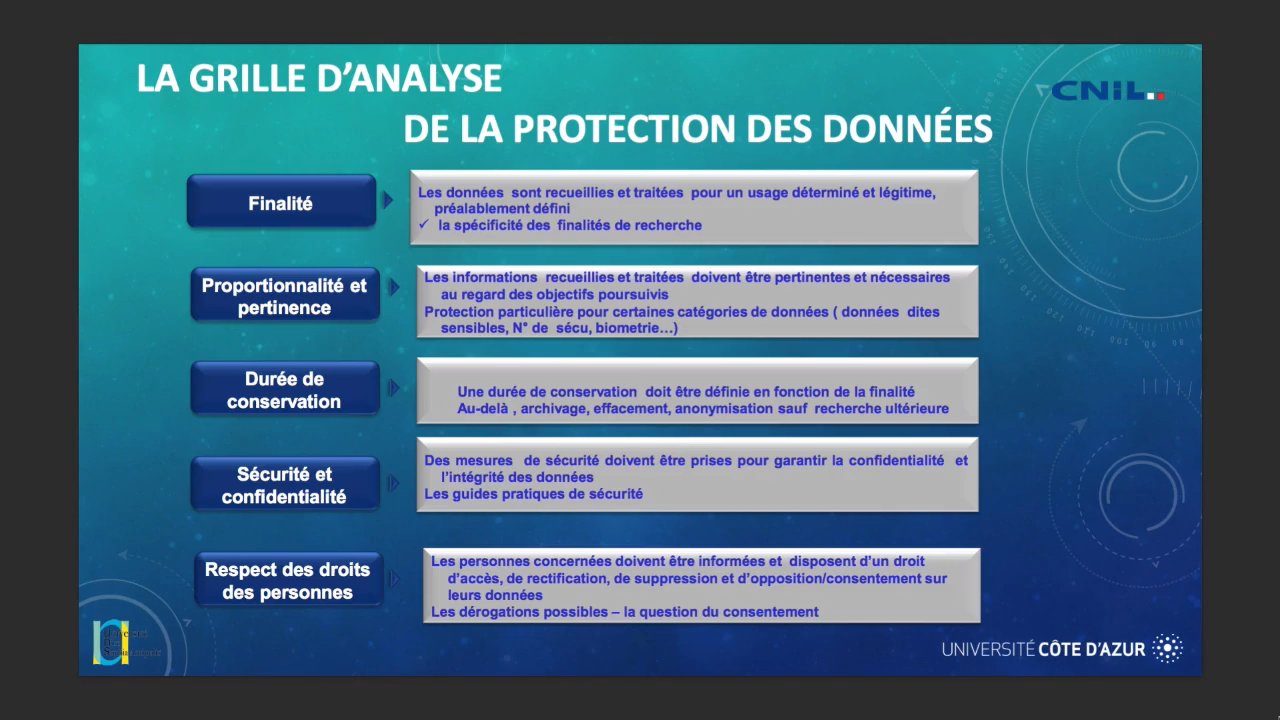 LA GRILLE D'ANALYSE
DE LA PROTECTION DES DONNÉES
CNIL
Finalité
Les données sont recueillies et traitées pour un usage déterminé et légitime,
préalablement défini
✓ la spécificité des finalités de recherche
Proportionnalité et
pertinence
Les informations recueillies et traitées doivent être pertinentes et nécessaires
au regard des objectifs poursuivis
Protection particulière pour certaines catégories de données ( données dites
sensibles, N° de sécu, biometrie…)
Durée de
conservation
Une durée de conservation doit être définie en fonction de la finalité
Au-delà , archivage, effacement, anonymisation sauf recherche ultérieure
Sécurité et
confidentialité
Des mesures de sécurité doivent être prises pour garantir la confidentialité et
l'intégrité des données
Les guides pratiques de sécurité
Respect des droits
des personnes
Les personnes concernées doivent être informées et disposent d'un droit
d'accès, de rectification, de suppression et d'opposition/consentement sur
leurs données
Les dérogations possibles – la question du consentement
Université
UNIVERSITÉ CÔTE D'AZUR